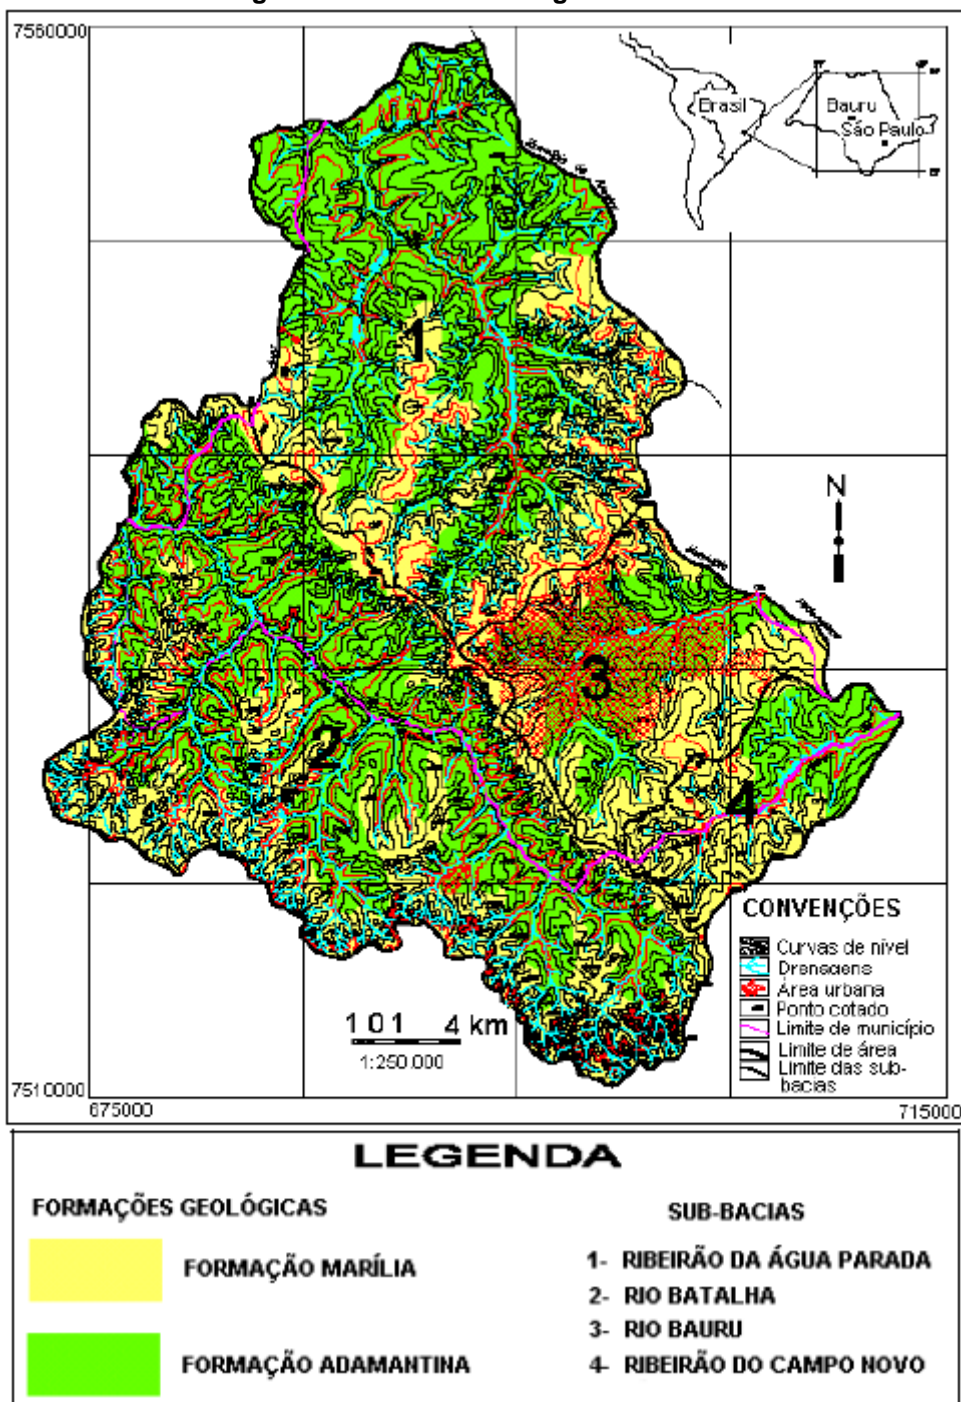 7560000
Brasil
Bauru
São Paulo
1
N
3
2
4
CONVENÇÕES
Curvas de nível
Drenagens
Área urbana
Ponto cotado
Limite de município
Limite de área
Limite das sub-
bacias
1 0 1 4 km
1:250.000
7510000
675000
715000
LEGENDA
FORMAÇÕES GEOLÓGICAS
FORMAÇÃO MARÍLIA
FORMAÇÃO ADAMANTINA
SUB-BACIAS
1- RIBEIRÃO DA ÁGUA PARADA
2- RIO BATALHA
3- RIO BAURU
4- RIBEIRÃO DO CAMPO NOVO